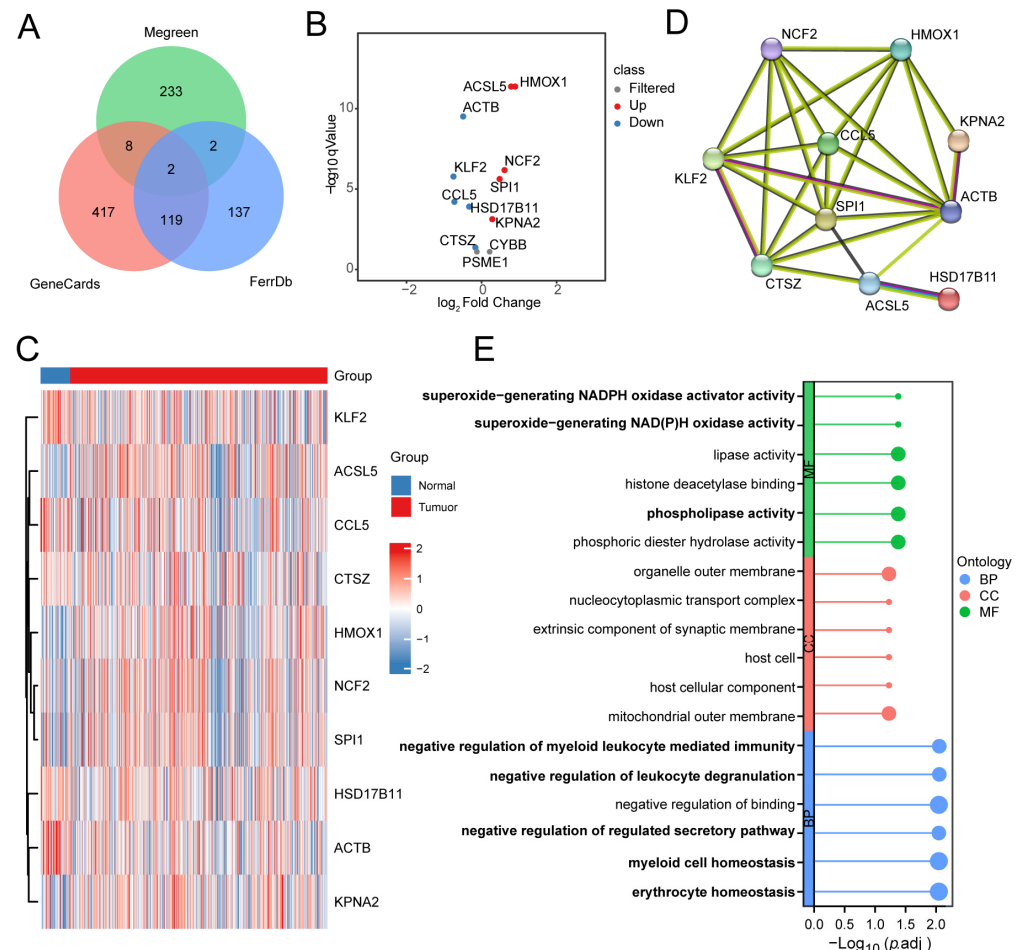 A
Megreen
233
8
2
2
417
119
137
GeneCards
FerrDb
B
−log10 qValue
10
5
0
ACSL5
HMOX1
ACTB
KLF2
NCF2
SPI1
CCL5
HSD17B11
KPNA2
CTSZ
CYBB
PSME1
−2
0
2
log2 Fold Change
class
Filtered
Up
Down
D
NCF2
HMOX1
KPNA2
CCL5
KLF2
ACTB
SPI1
CTSZ
HSD17B11
ACSL5
C
Group
KLF2
ACSL5
CCL5
CTSZ
HMOX1
NCF2
SPI1
HSD17B11
ACTB
KPNA2
Group
Normal
Tumuor
2
1
0
−1
−2
E
superoxide−generating NADPH oxidase activator activity
superoxide−generating NAD(P)H oxidase activity
lipase activity
histone deacetylase binding
phospholipase activity
phosphoric diester hydrolase activity
organelle outer membrane
nucleocytoplasmic transport complex
extrinsic component of synaptic membrane
host cell
host cellular component
mitochondrial outer membrane
negative regulation of myeloid leukocyte mediated immunity
negative regulation of leukocyte degranulation
negative regulation of binding
negative regulation of regulated secretory pathway
myeloid cell homeostasis
erythrocyte homeostasis
MF
CC
BP
0.0 0.5 1.0 1.5 2.0
−Log10 (p.adj )
Ontology
BP
CC
MF